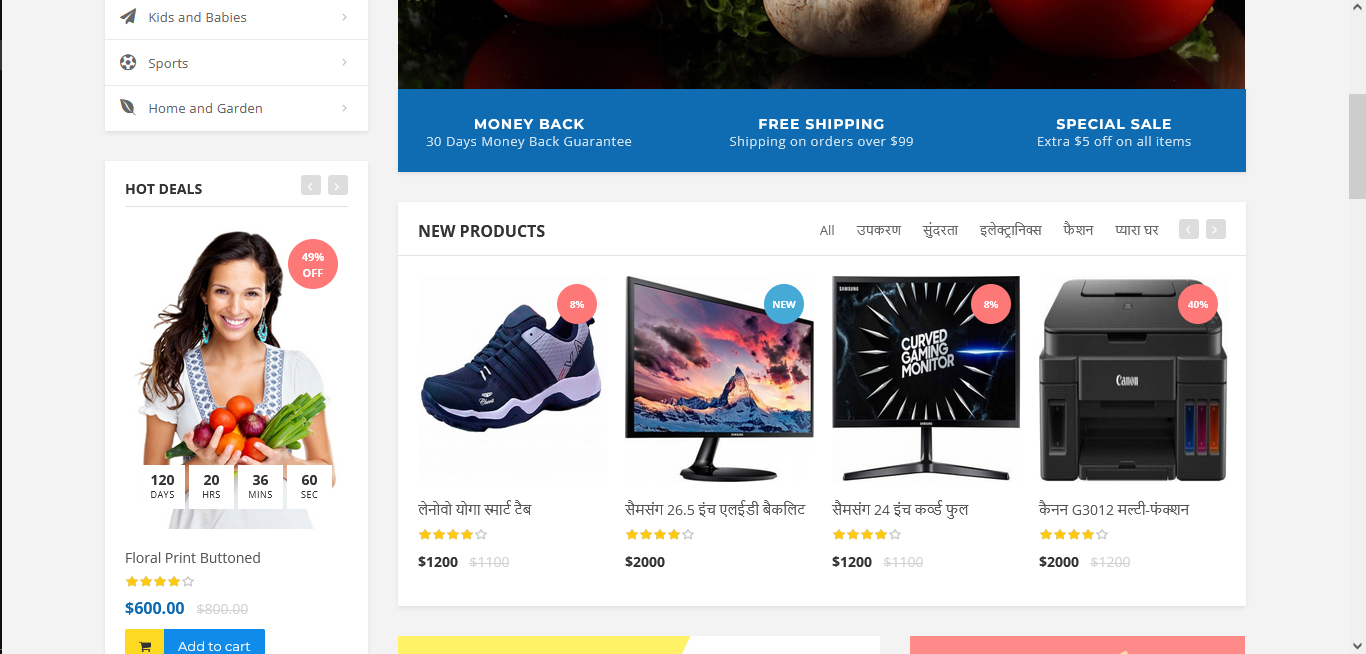 Kids and Babies
Sports
Home and Garden
MONEY BACK
30 Days Money Back Guarantee
FREE SHIPPING
Shipping on orders over $99
SPECIAL SALE
Extra $5 off on all items
HOT DEALS
49%
OFF
120
DAYS
20
HRS
36
MINS
60
SEC
Floral Print Buttoned
$600.00 $800.00
Add to cart
NEW PRODUCTS
All उपकरण सुंदरता इलेक्ट्रानिक्स फैशन प्यारा घर
8%
लेनोवो योगा स्मार्ट टैब
$1200 $1100
NEW
SAMSUNG
सैमसंग 26.5 इंच एलईडी बैकलिट
$2000
8%
SAMSUNG
CURVED
GAMING
MONITOR
सैमसंग 24 इंच कर्व्ड फुल
$1200 $1100
40%
Canon
कैनन G3012 मल्टी-फंक्शन
$2000 $1200